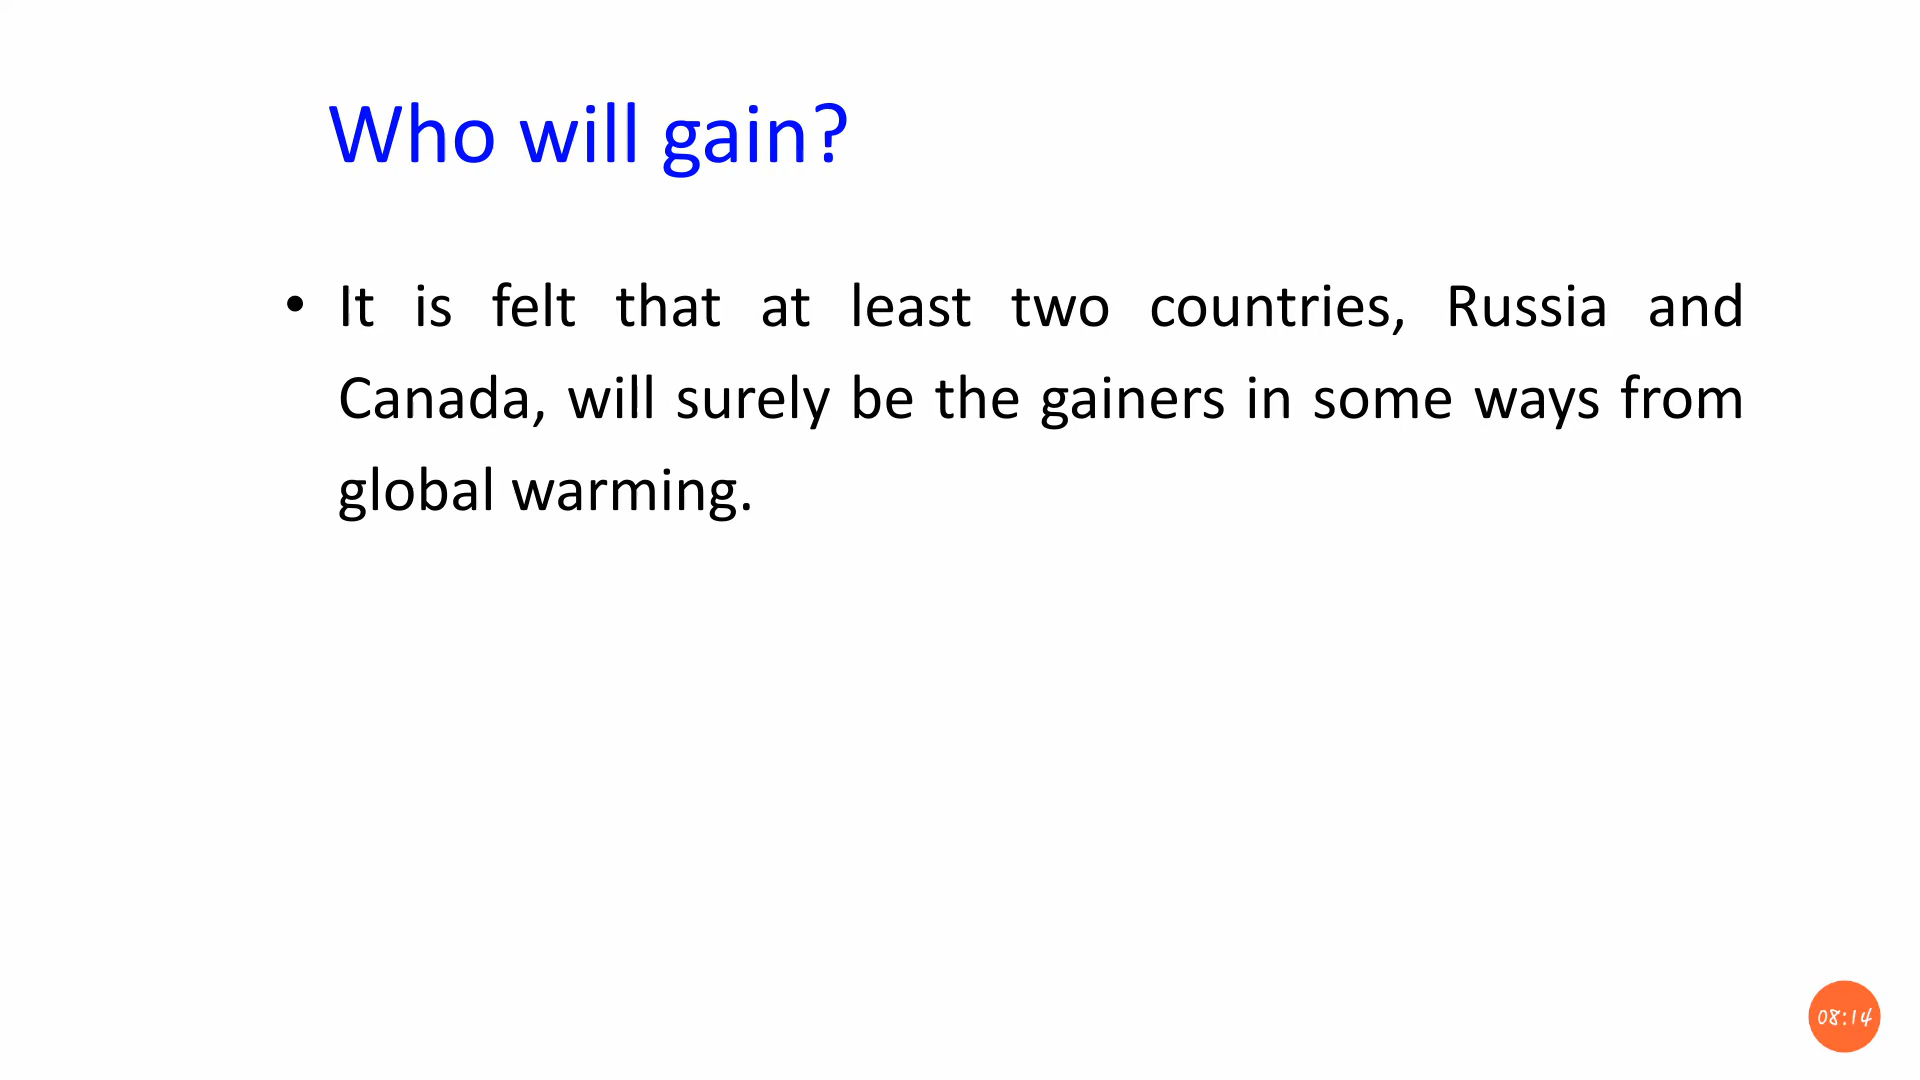 Who will gain?
• It is felt that at least two countries, Russia and
Canada, will surely be the gainers in some ways from
global warming.
08:14